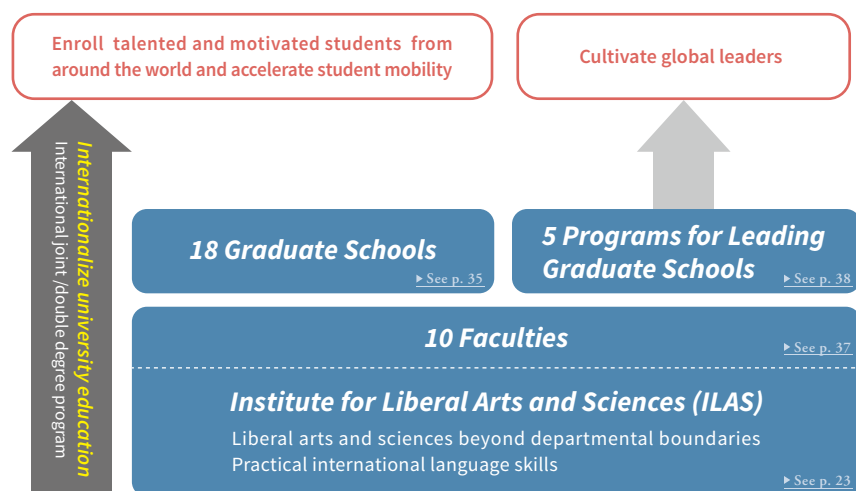 Enroll talented and motivated students from
around the world and accelerate student mobility
Cultivate global leaders
Internationalize university education
International joint /double degree program
18 Graduate Schools
See p. 35
5 Programs for Leading
Graduate Schools
See p. 38
10 Faculties
See p. 37
Institute for Liberal Arts and Sciences (ILAS)
Liberal arts and sciences beyond departmental boundaries
Practical international language skills
See p. 23